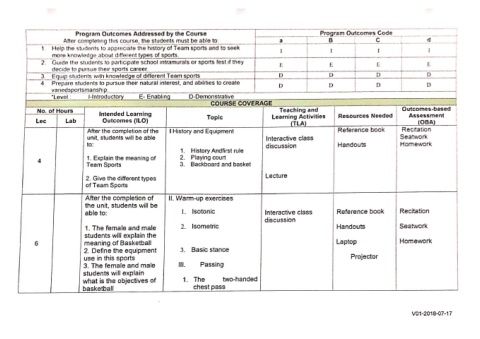 Program Outcomes Addressed by the Course
Program Outcomes Code
After completing this course, the students must be able to:
a B C d
1. Help the students to appreciate the history of Team sports and to seek more knowledge about different types of sports.
I I I I
2. Guide the students to participate school intramurals or sports fest if they decide to pursue their sports career.
E E E E
3. Equip students with knowledge of different Team sports
D D D D
4. Prepare students to pursue their natural interest, and abilities to create variedsportsmanship
D D D D
*Level I-Introductory E- Enabling D-Demonstrative
COURSE COVERAGE
No. of Hours
Lec Lab
Intended Learning Outcomes (ILO)
Topic
Teaching and Learning Activities (TLA)
Resources Needed
Outcomes-based Assessment (OBA)
4
After the completion of the unit, students will be able to:
1. Explain the meaning of Team Sports
2. Give the different types of Team Sports
I History and Equipment
1. History Andfirst rule
2. Playing court
3. Backboard and basket
Interactive class discussion
Lecture
Reference book
Handouts
Recitation
Seatwork
Homework
6
After the completion of the unit, students will be able to:
1. The female and male students will explain the meaning of Basketball
2. Define the equipment use in this sports
3. The female and male students will explain what is the objectives of basketball
II. Warm-up exercises
1. Isotonic
2. Isometric
3. Basic stance
III. Passing
1. The two-handed chest pass
Interactive class discussion
Reference book
Handouts
Laptop
Projector
Recitation
Seatwork
Homework
V01-2018-07-17